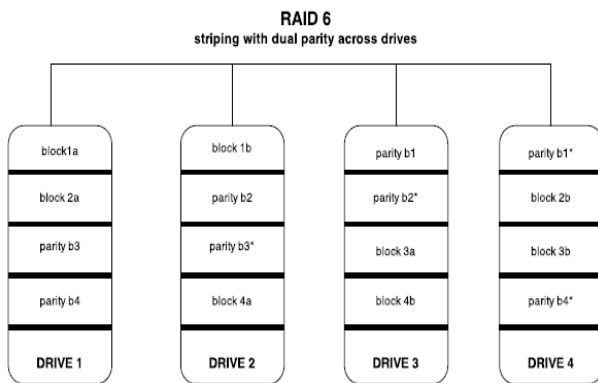 RAID 6
striping with dual parity across drives
block1a
block 1b
parity b1
parity b1*
block 2a
parity b2
parity b2*
block 2b
parity b3
parity b3*
block 3a
block 3b
parity b4
block 4a
block 4b
parity b4*
DRIVE 1
DRIVE 2
DRIVE 3
DRIVE 4